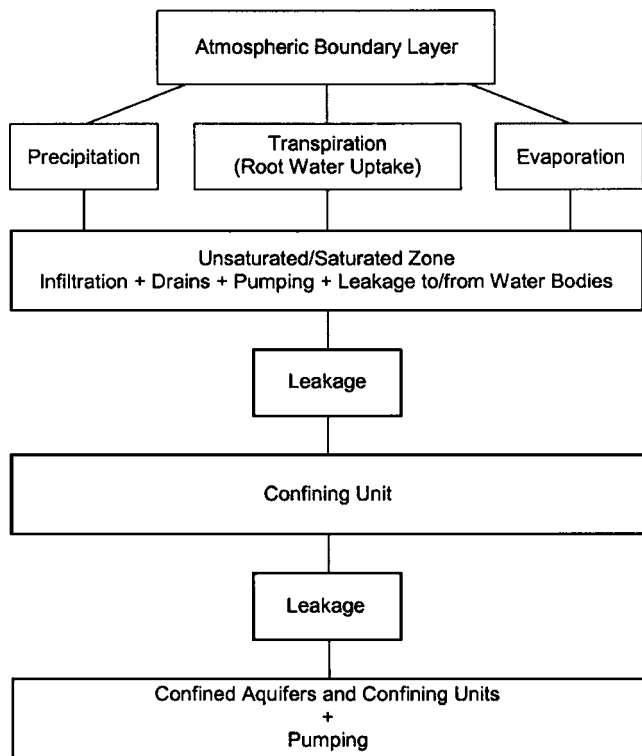 Atmospheric Boundary Layer
Precipitation
Transpiration
(Root Water Uptake)
Evaporation
Unsaturated/Saturated Zone
Infiltration + Drains + Pumping + Leakage to/from Water Bodies
Leakage
Confining Unit
Leakage
Confined Aquifers and Confining Units
+
Pumping